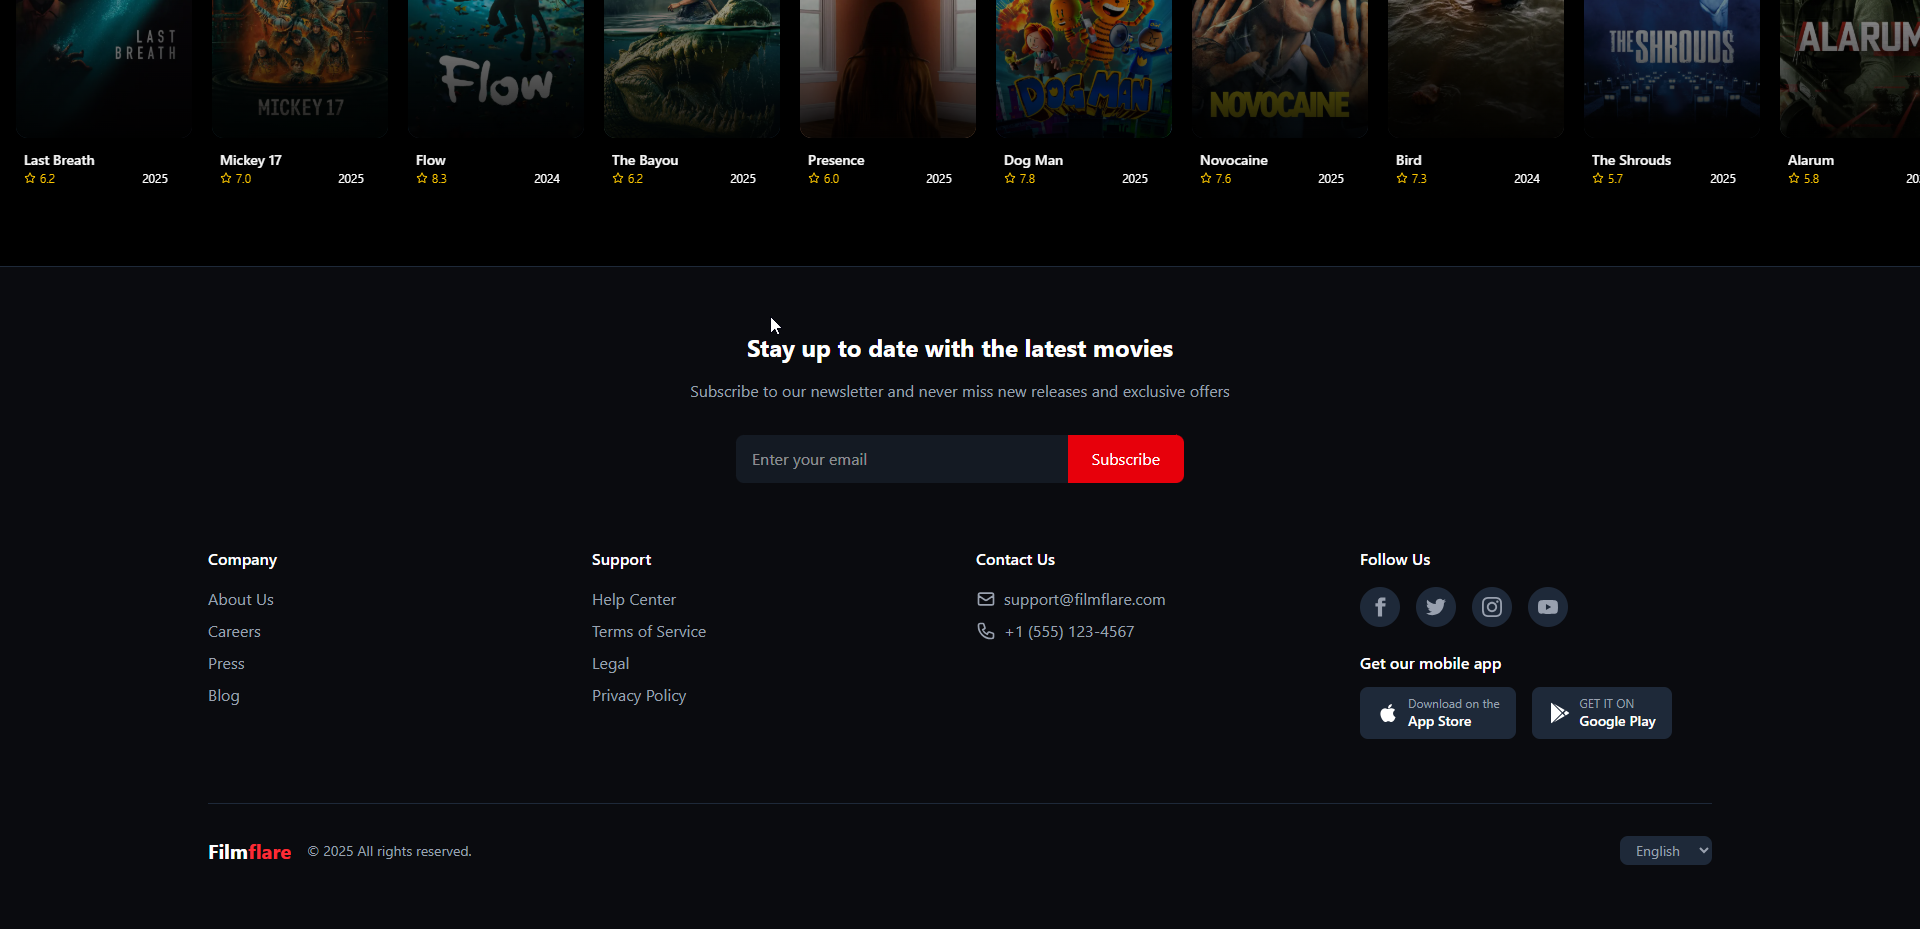 LAST
BREATH
MICKEY 17
Flow
DOG MAN
NOVOCAINE
THE SHROUDS
ALARUM
Last Breath
6.2 2025
Mickey 17
7.0 2025
Flow
8.3 2024
The Bayou
6.2 2025
Presence
6.0 2025
Dog Man
7.8 2025
Novocaine
7.6 2025
Bird
7.3 2024
The Shrouds
5.7 2025
Alarum
5.8
Stay up to date with the latest movies
Subscribe to our newsletter and never miss new releases and exclusive offers
Enter your email Subscribe
Company
About Us
Careers
Press
Blog
Support
Help Center
Terms of Service
Legal
Privacy Policy
Contact Us
support@filmflare.com
+1 (555) 123-4567
Follow Us
Get our mobile app
Download on the
App Store
GET IT ON
Google Play
Filmflare © 2025 All rights reserved.
English